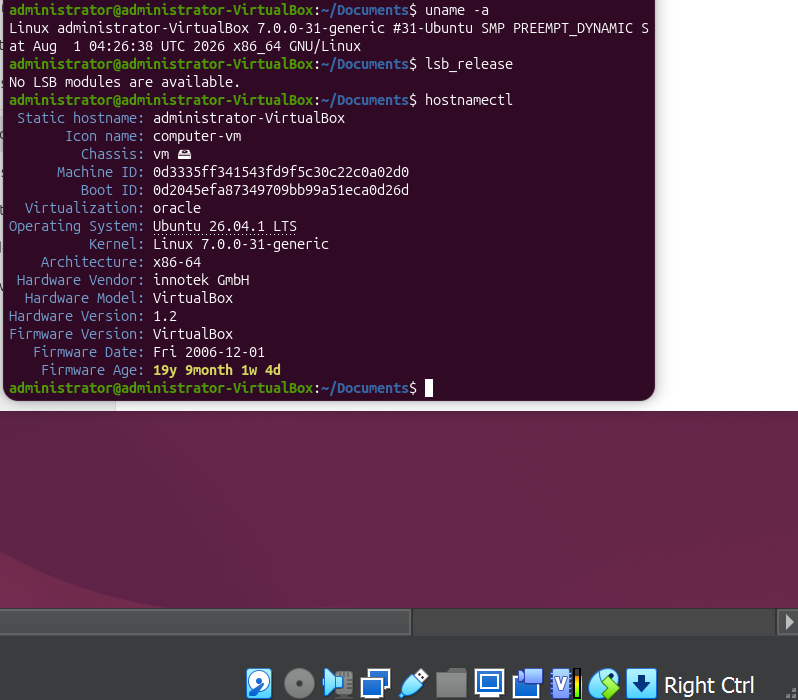 administrator@administrator-VirtualBox:~/Documents$ uname -a
Linux administrator-VirtualBox 7.0.0-31-generic #31-Ubuntu SMP PREEMPT_DYNAMIC S
at Aug  1 04:26:38 UTC 2026 x86_64 GNU/Linux
administrator@administrator-VirtualBox:~/Documents$ lsb_release
No LSB modules are available.
administrator@administrator-VirtualBox:~/Documents$ hostnamectl
Static hostname: administrator-VirtualBox
Icon name: computer-vm
Chassis: vm 🖴
Machine ID: 0d3335ff341543fd9f5c30c22c0a02d0
Boot ID: 0d2045efa87349709bb99a51eca0d26d
Virtualization: oracle
Operating System: Ubuntu 26.04.1 LTS
Kernel: Linux 7.0.0-31-generic
Architecture: x86-64
Hardware Vendor: innotek GmbH
Hardware Model: VirtualBox
Hardware Version: 1.2
Firmware Version: VirtualBox
Firmware Date: Fri 2006-12-01
Firmware Age: 19y 9month 1w 4d
administrator@administrator-VirtualBox:~/Documents$
Right Ctrl